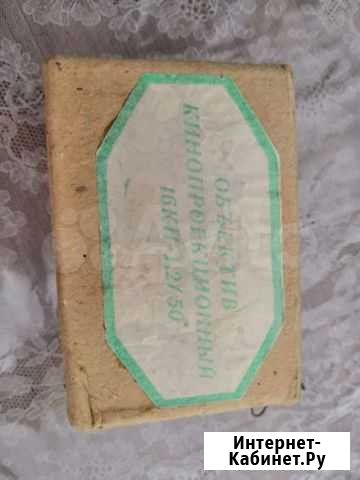 ОБЪЕКТИВ
КИНОПРОЕКЦИОННЫЙ
16КП-1,2/50
Интернет-
Кабинет.Ру